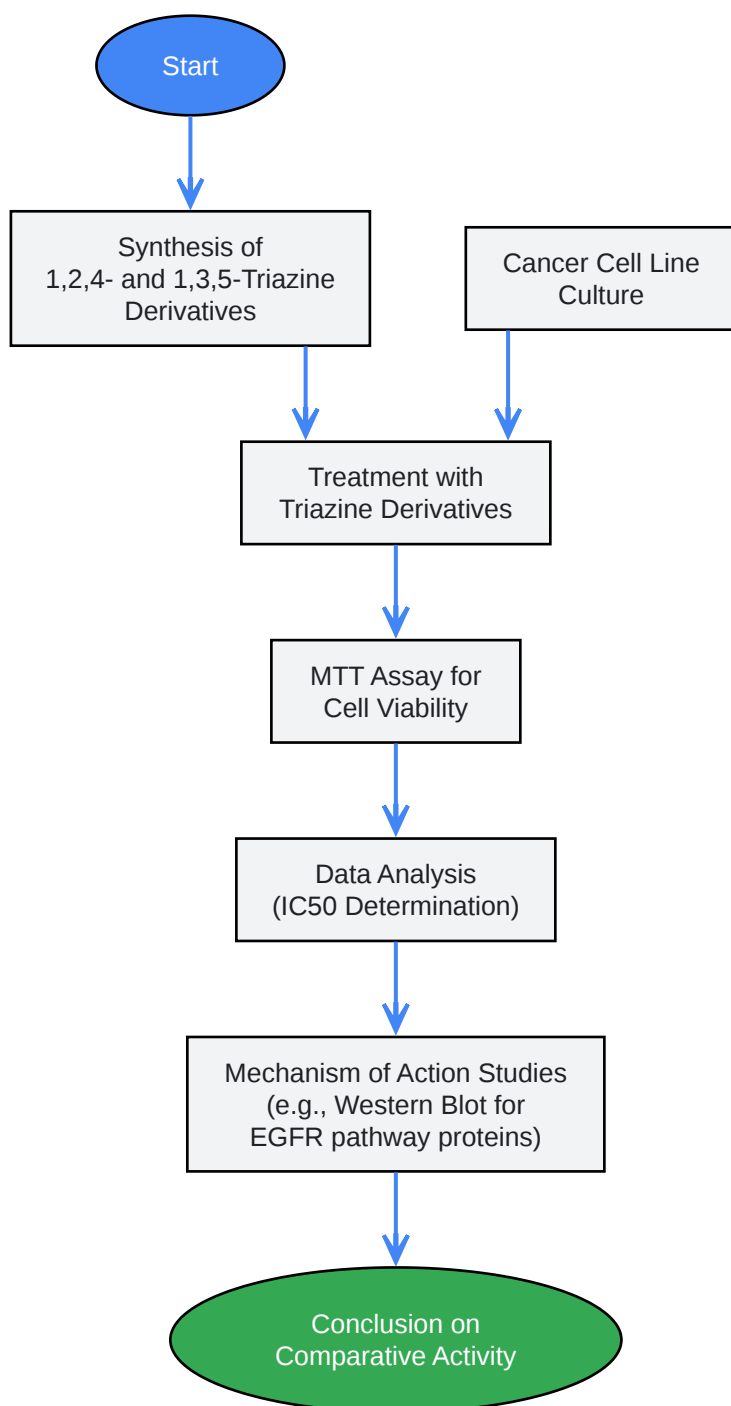 Start
Synthesis of
1,2,4- and 1,3,5-Triazine
Derivatives
Cancer Cell Line
Culture
Treatment with
Triazine Derivatives
MTT Assay for
Cell Viability
Data Analysis
(IC50 Determination)
Mechanism of Action Studies
(e.g., Western Blot for
EGFR pathway proteins)
Conclusion on
Comparative Activity